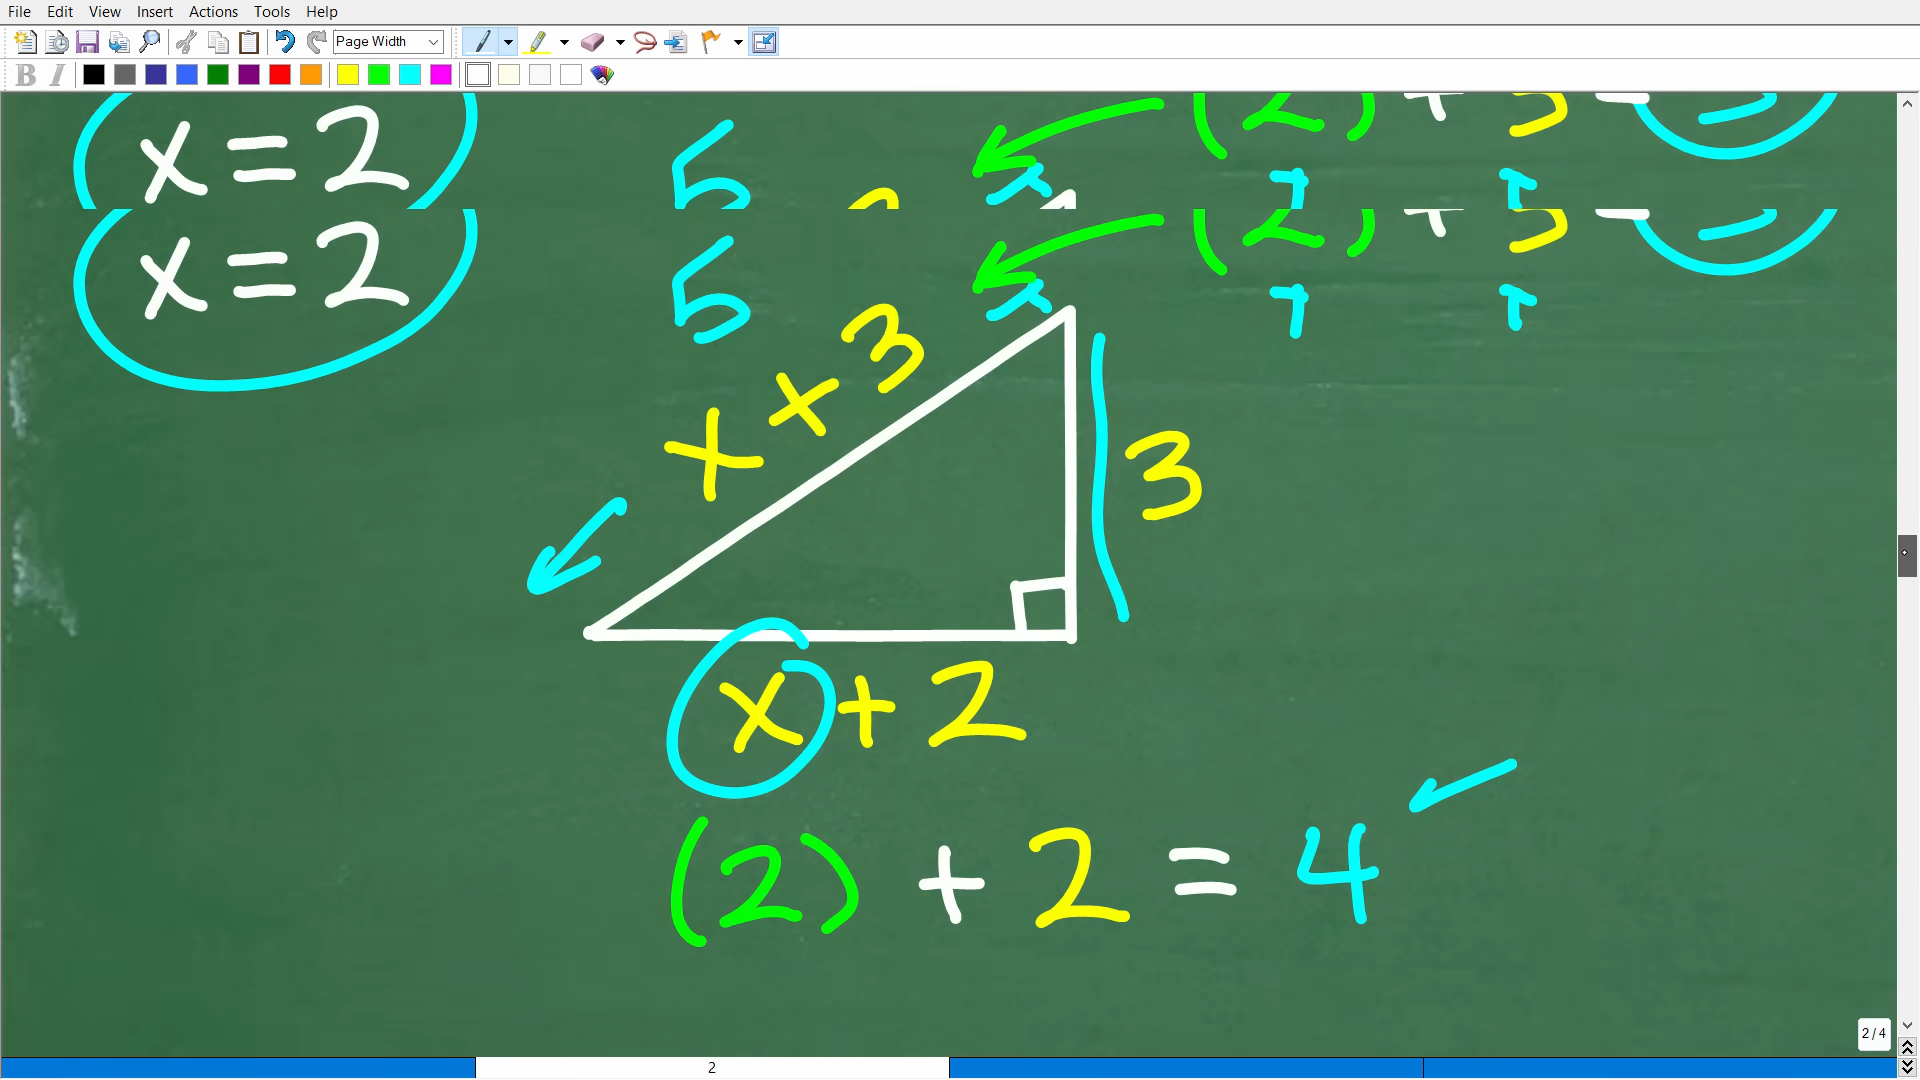 File Edit View Insert Actions Tools Help
Page Width
B I
x = 2
5
x = 2
(2) + 3
5
x + 3
3
x + 2
(2) + 2 = 4
2 / 4
2